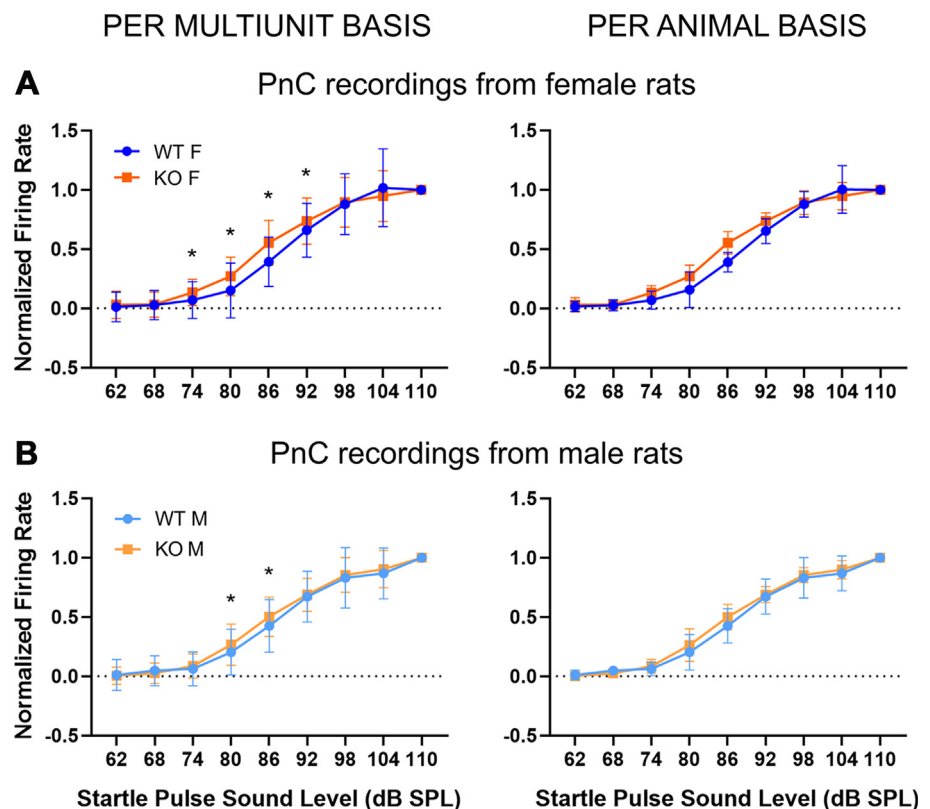 PER MULTIUNIT BASIS PER ANIMAL BASIS
A PnC recordings from female rats
Normalized Firing Rate
1.5 1.5
WT F
KO F
1.0 1.0
* * * *
0.5 0.5
0.0 0.0
-0.5 -0.5
62 68 74 80 86 92 98 104 110 62 68 74 80 86 92 98 104 110
B PnC recordings from male rats
Normalized Firing Rate
1.5 1.5
WT M
KO M
1.0 1.0
* *
0.5 0.5
0.0 0.0
-0.5 -0.5
62 68 74 80 86 92 98 104 110 62 68 74 80 86 92 98 104 110
Startle Pulse Sound Level (dB SPL) Startle Pulse Sound Level (dB SPL)